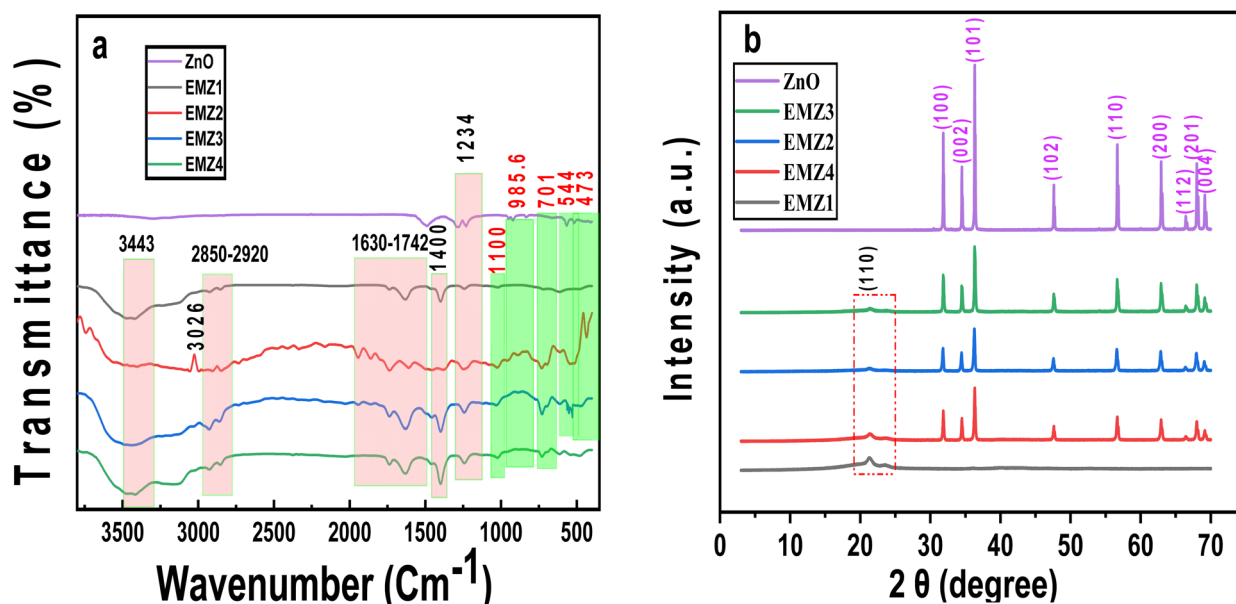 a
ZnO
EMZ1
EMZ2
EMZ3
EMZ4
3443
2850-2920
3026
1630-1742
1400
1234
1100
985.6
701
544
473
Transmittance (%)
3500 3000 2500 2000 1500 1000 500
Wavenumber (Cm-1)
b
ZnO
EMZ3
EMZ2
EMZ4
EMZ1
(100)
(002)
(101)
(102)
(110)
(200)
(112)
(201)
(004)
(110)
Intensity (a.u.)
0 10 20 30 40 50 60 70
2 θ (degree)